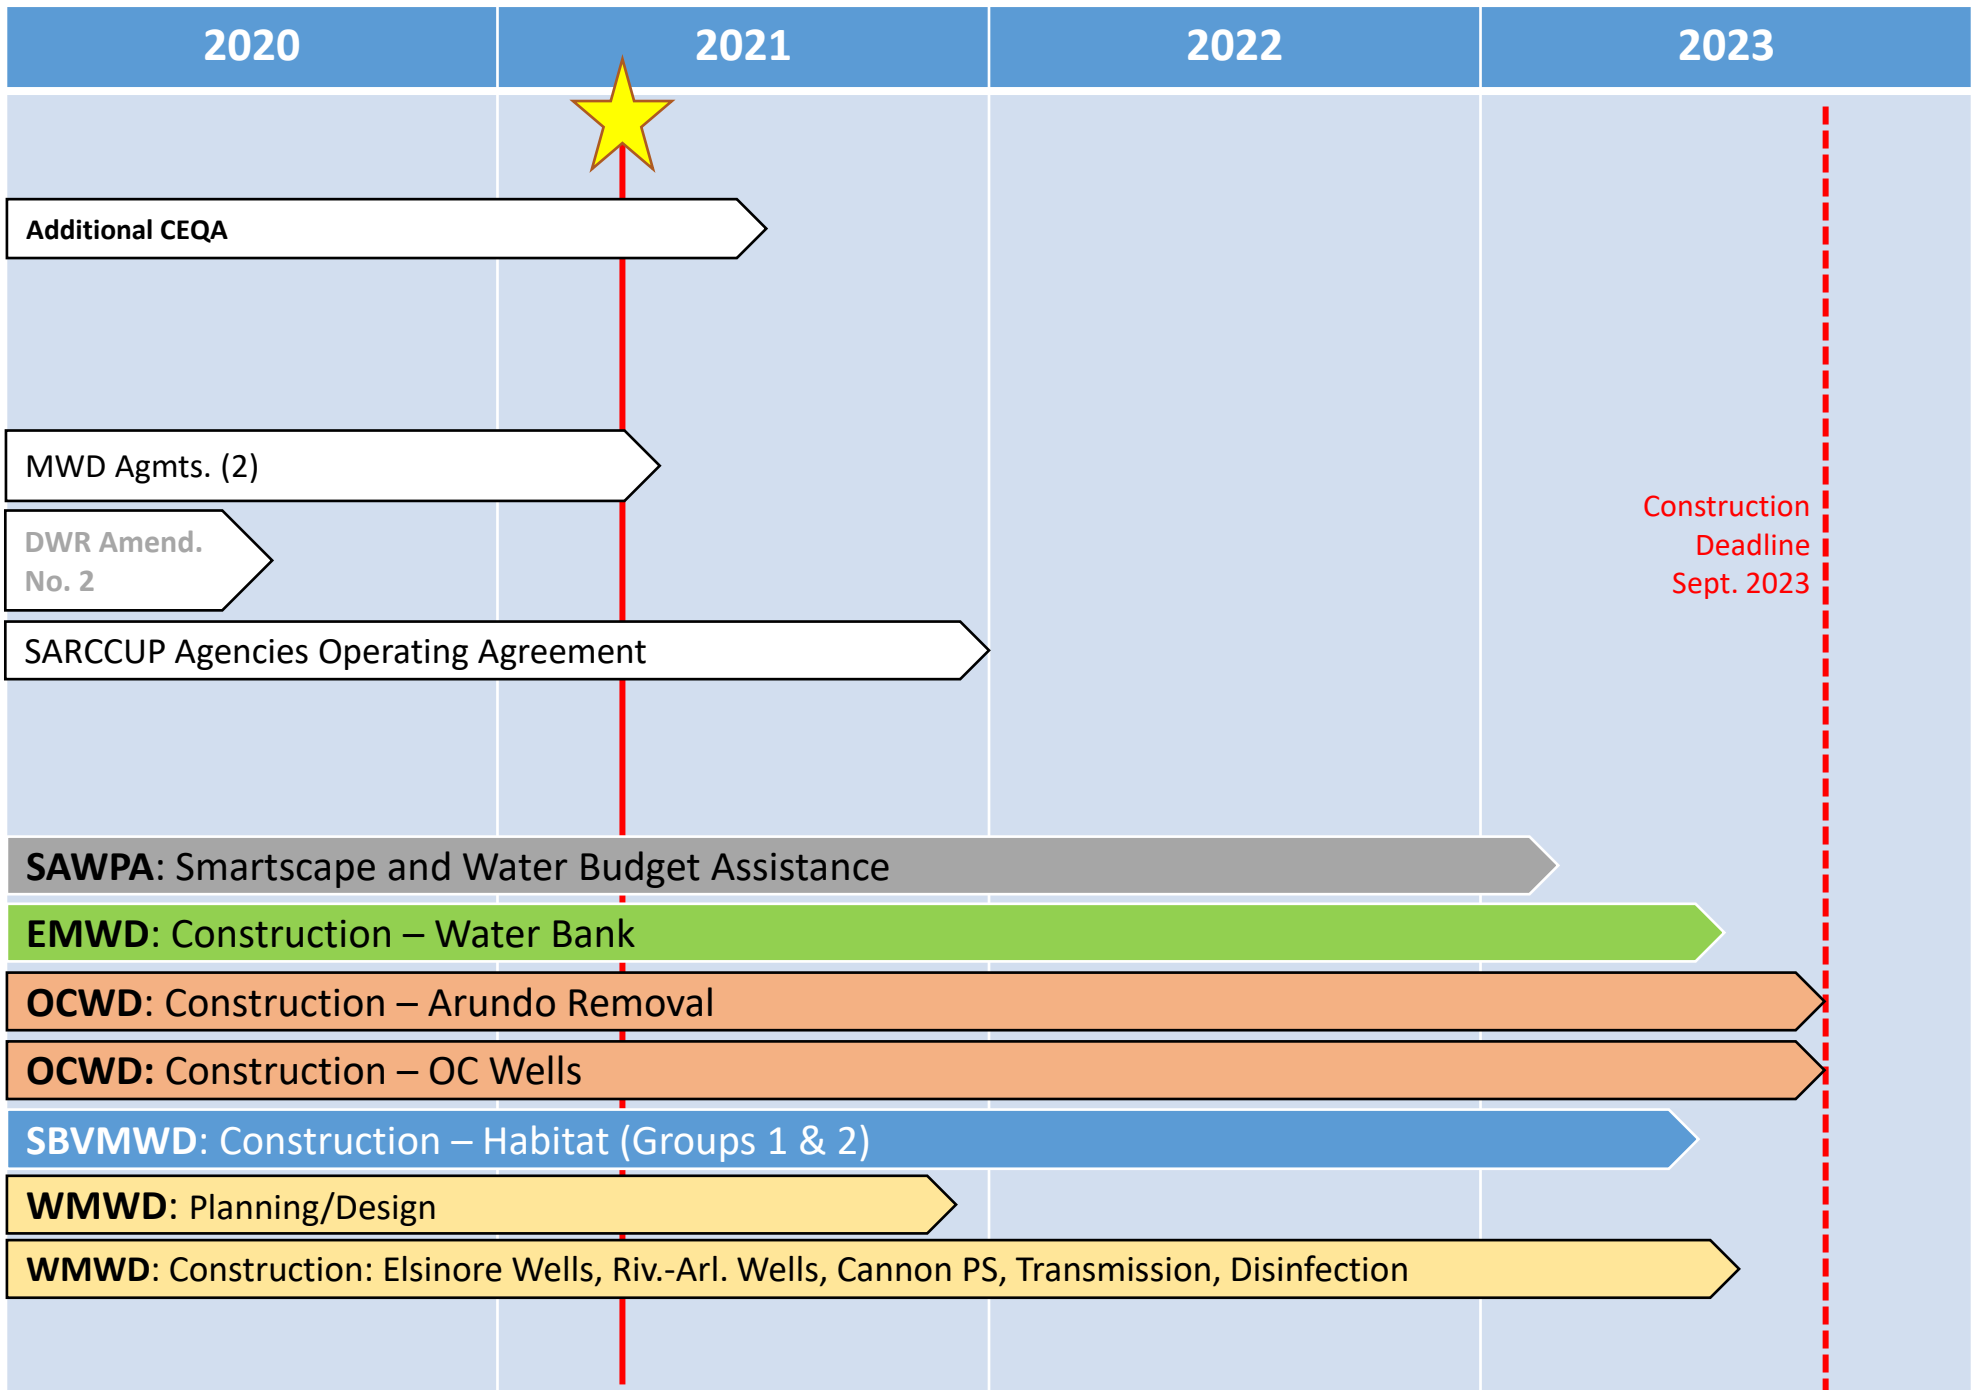 2020 2021 2022 2023
Additional CEQA
MWD Agmts. (2)
Construction
Deadline
Sept. 2023
DWR Amend.
No. 2
SARCCUP Agencies Operating Agreement
SAWPA: Smartscape and Water Budget Assistance
EMWD: Construction – Water Bank
OCWD: Construction – Arundo Removal
OCWD: Construction – OC Wells
SBVMWD: Construction – Habitat (Groups 1 & 2)
WMWD: Planning/Design
WMWD: Construction: Elsinore Wells, Riv.-Arl. Wells, Cannon PS, Transmission, Disinfection